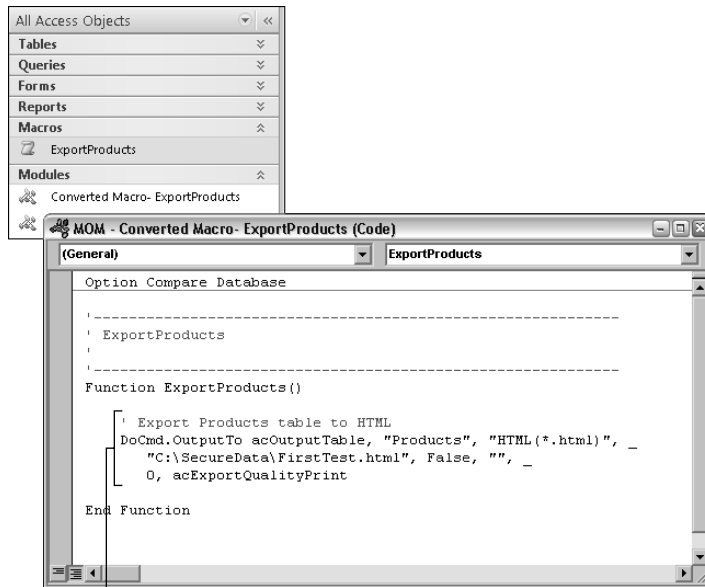 All Access Objects
Tables
Queries
Forms
Reports
Macros
ExportProducts
Modules
Converted Macro- ExportProducts
MOM - Converted Macro- ExportProducts (Code)
(General) ExportProducts
Option Compare Database
'------------------------------------------------------------
' ExportProducts
'
'------------------------------------------------------------
Function ExportProducts()
' Export Products table to HTML
DoCmd.OutputTo acOutputTable, "Products", "HTML(*.html)", _
"C:\SecureData\FirstTest.html", False, "", _
0, acExportQualityPrint
End Function